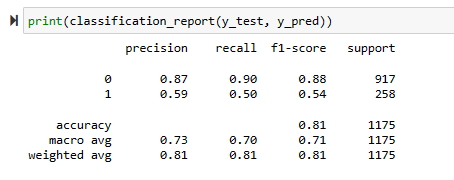 print(classification_report(y_test, y_pred))
precision recall f1-score support
0 0.87 0.90 0.88 917
1 0.59 0.50 0.54 258
accuracy 0.81 1175
macro avg 0.73 0.70 0.71 1175
weighted avg 0.81 0.81 0.81 1175